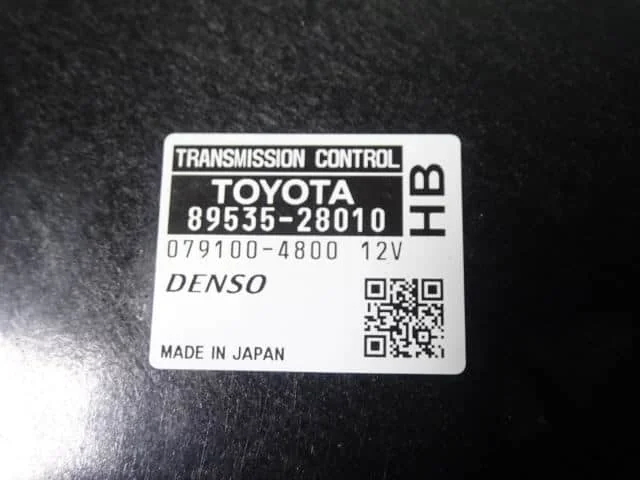 TRANSMISSION CONTROL
TOYOTA
89535-28010
HB
079100-4800 12V
DENSO
MADE IN JAPAN